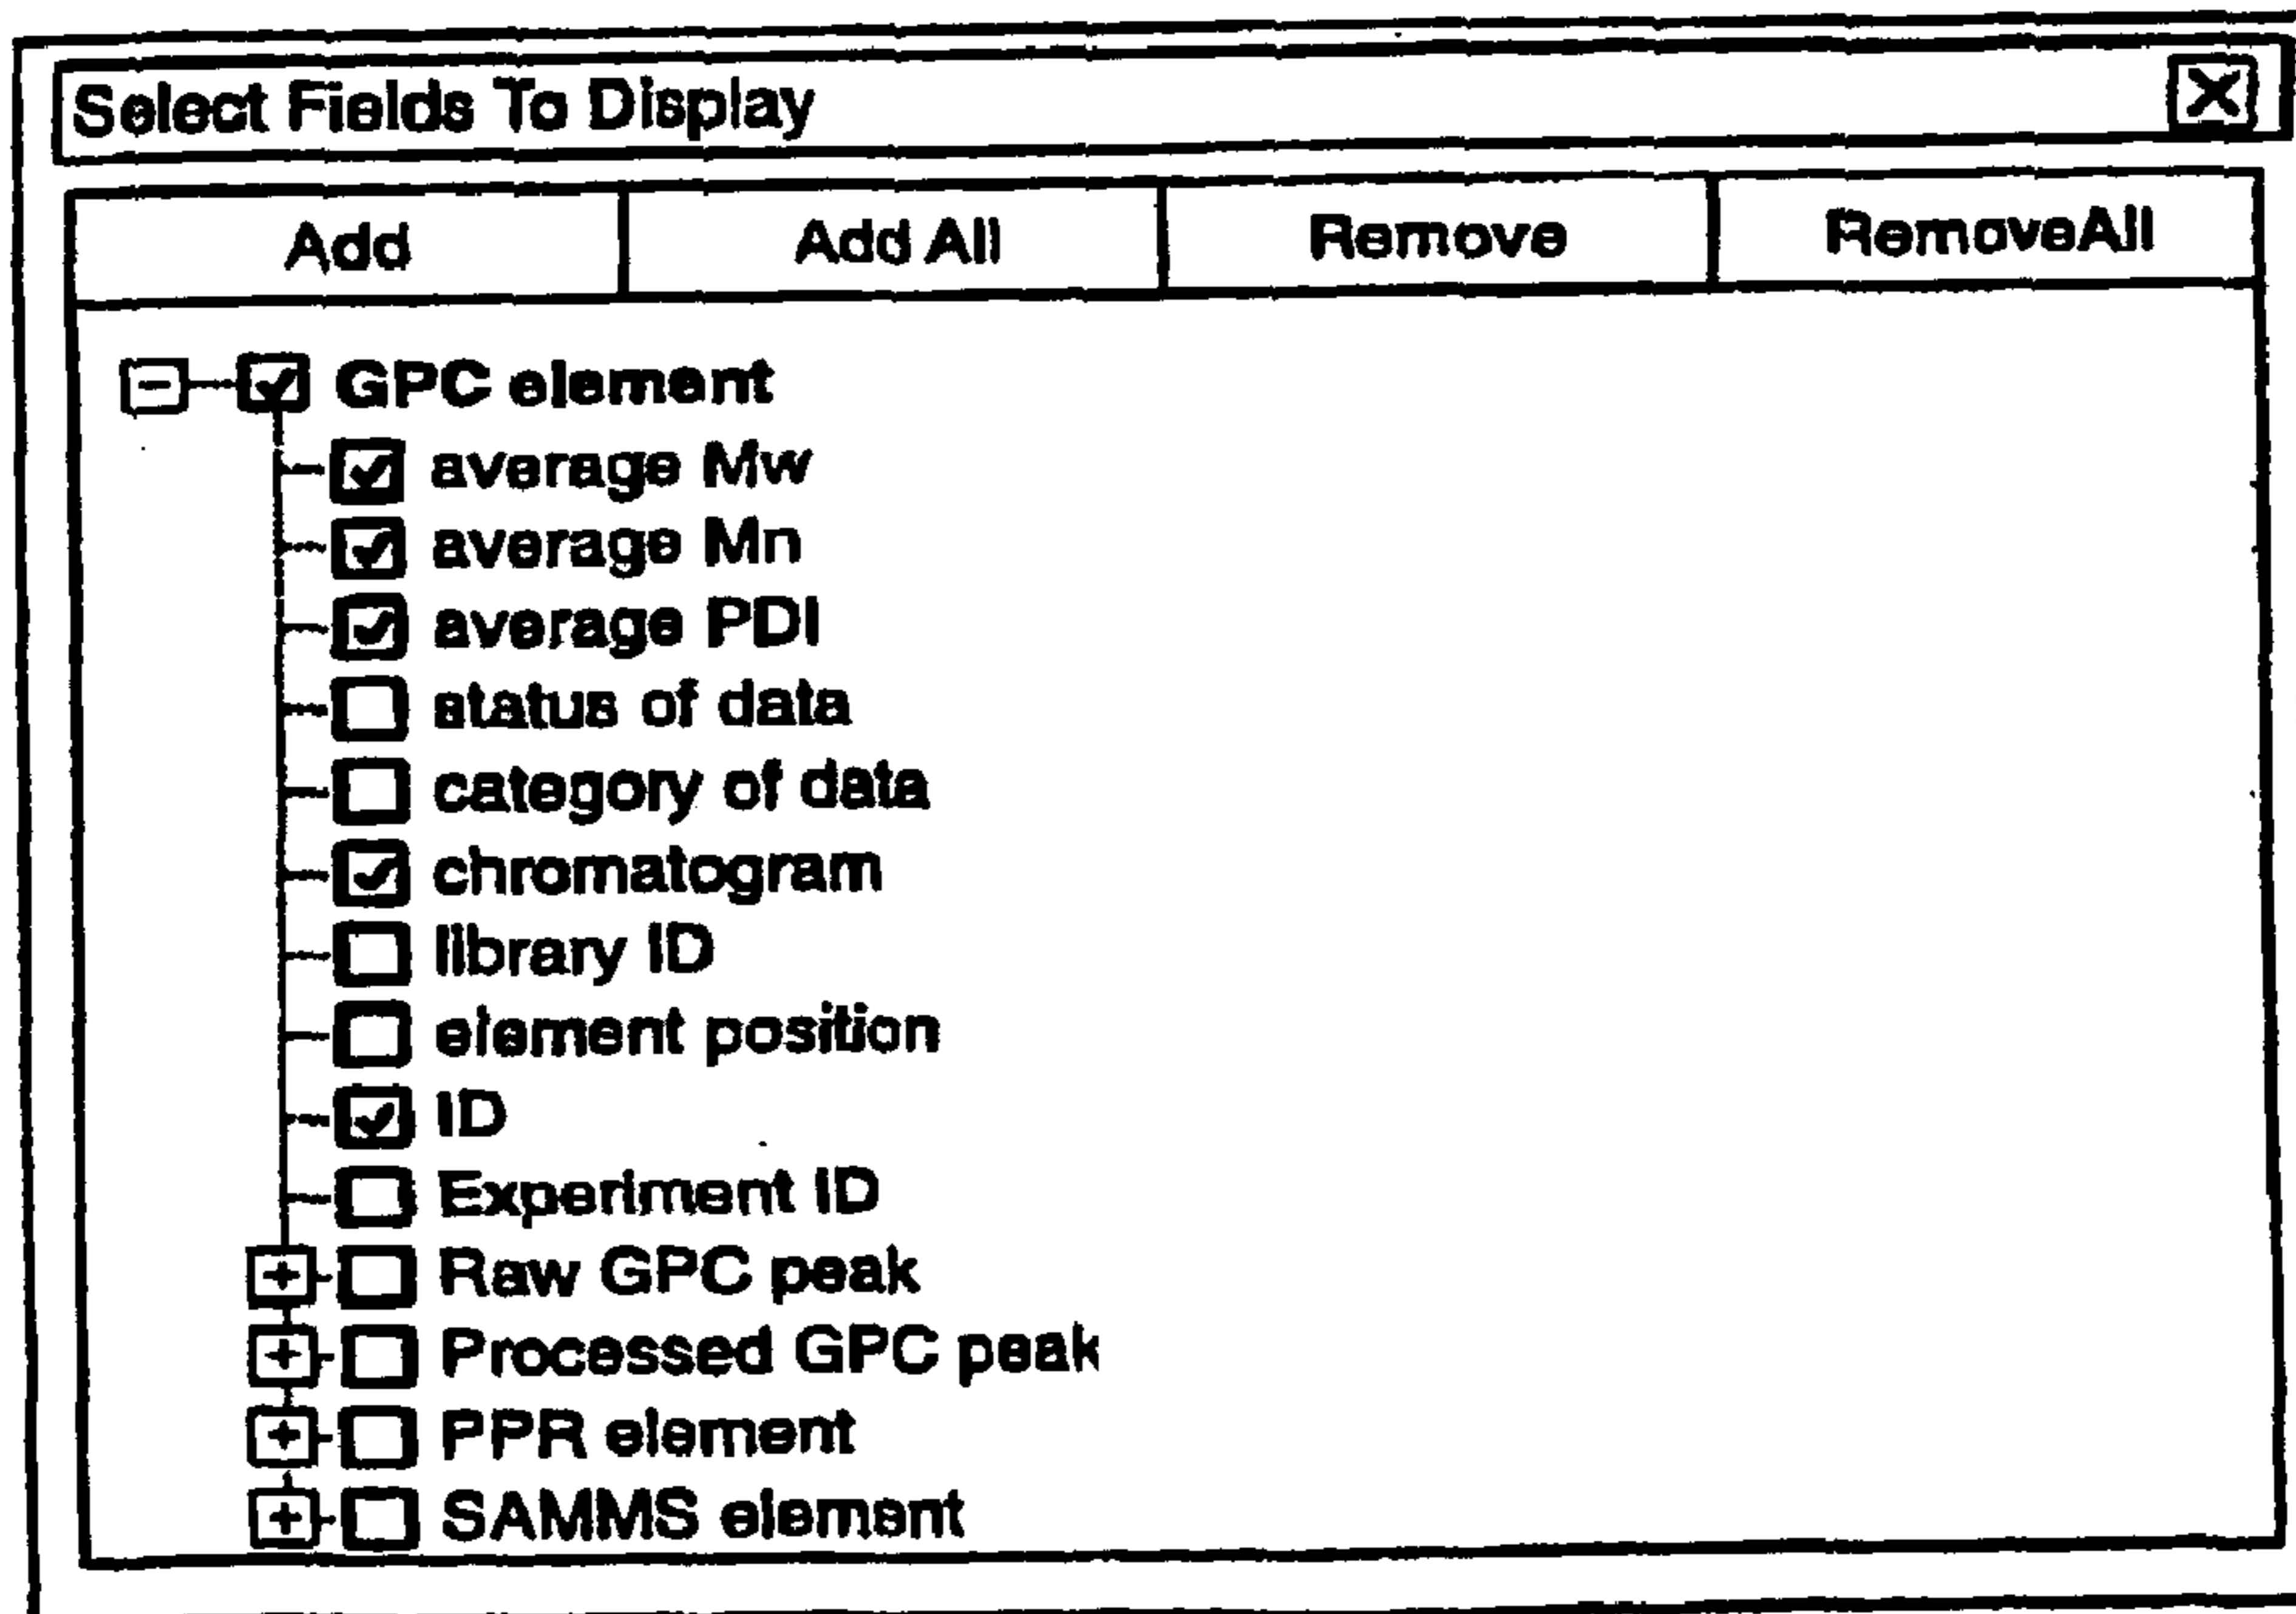 Select Fields To Display
Add Add All Remove RemoveAll
GPC element
average Mw
average Mn
average PDI
status of data
category of data
chromatogram
library ID
element position
ID
Experiment ID
Raw GPC peak
Processed GPC peak
PPR element
SAMMS element